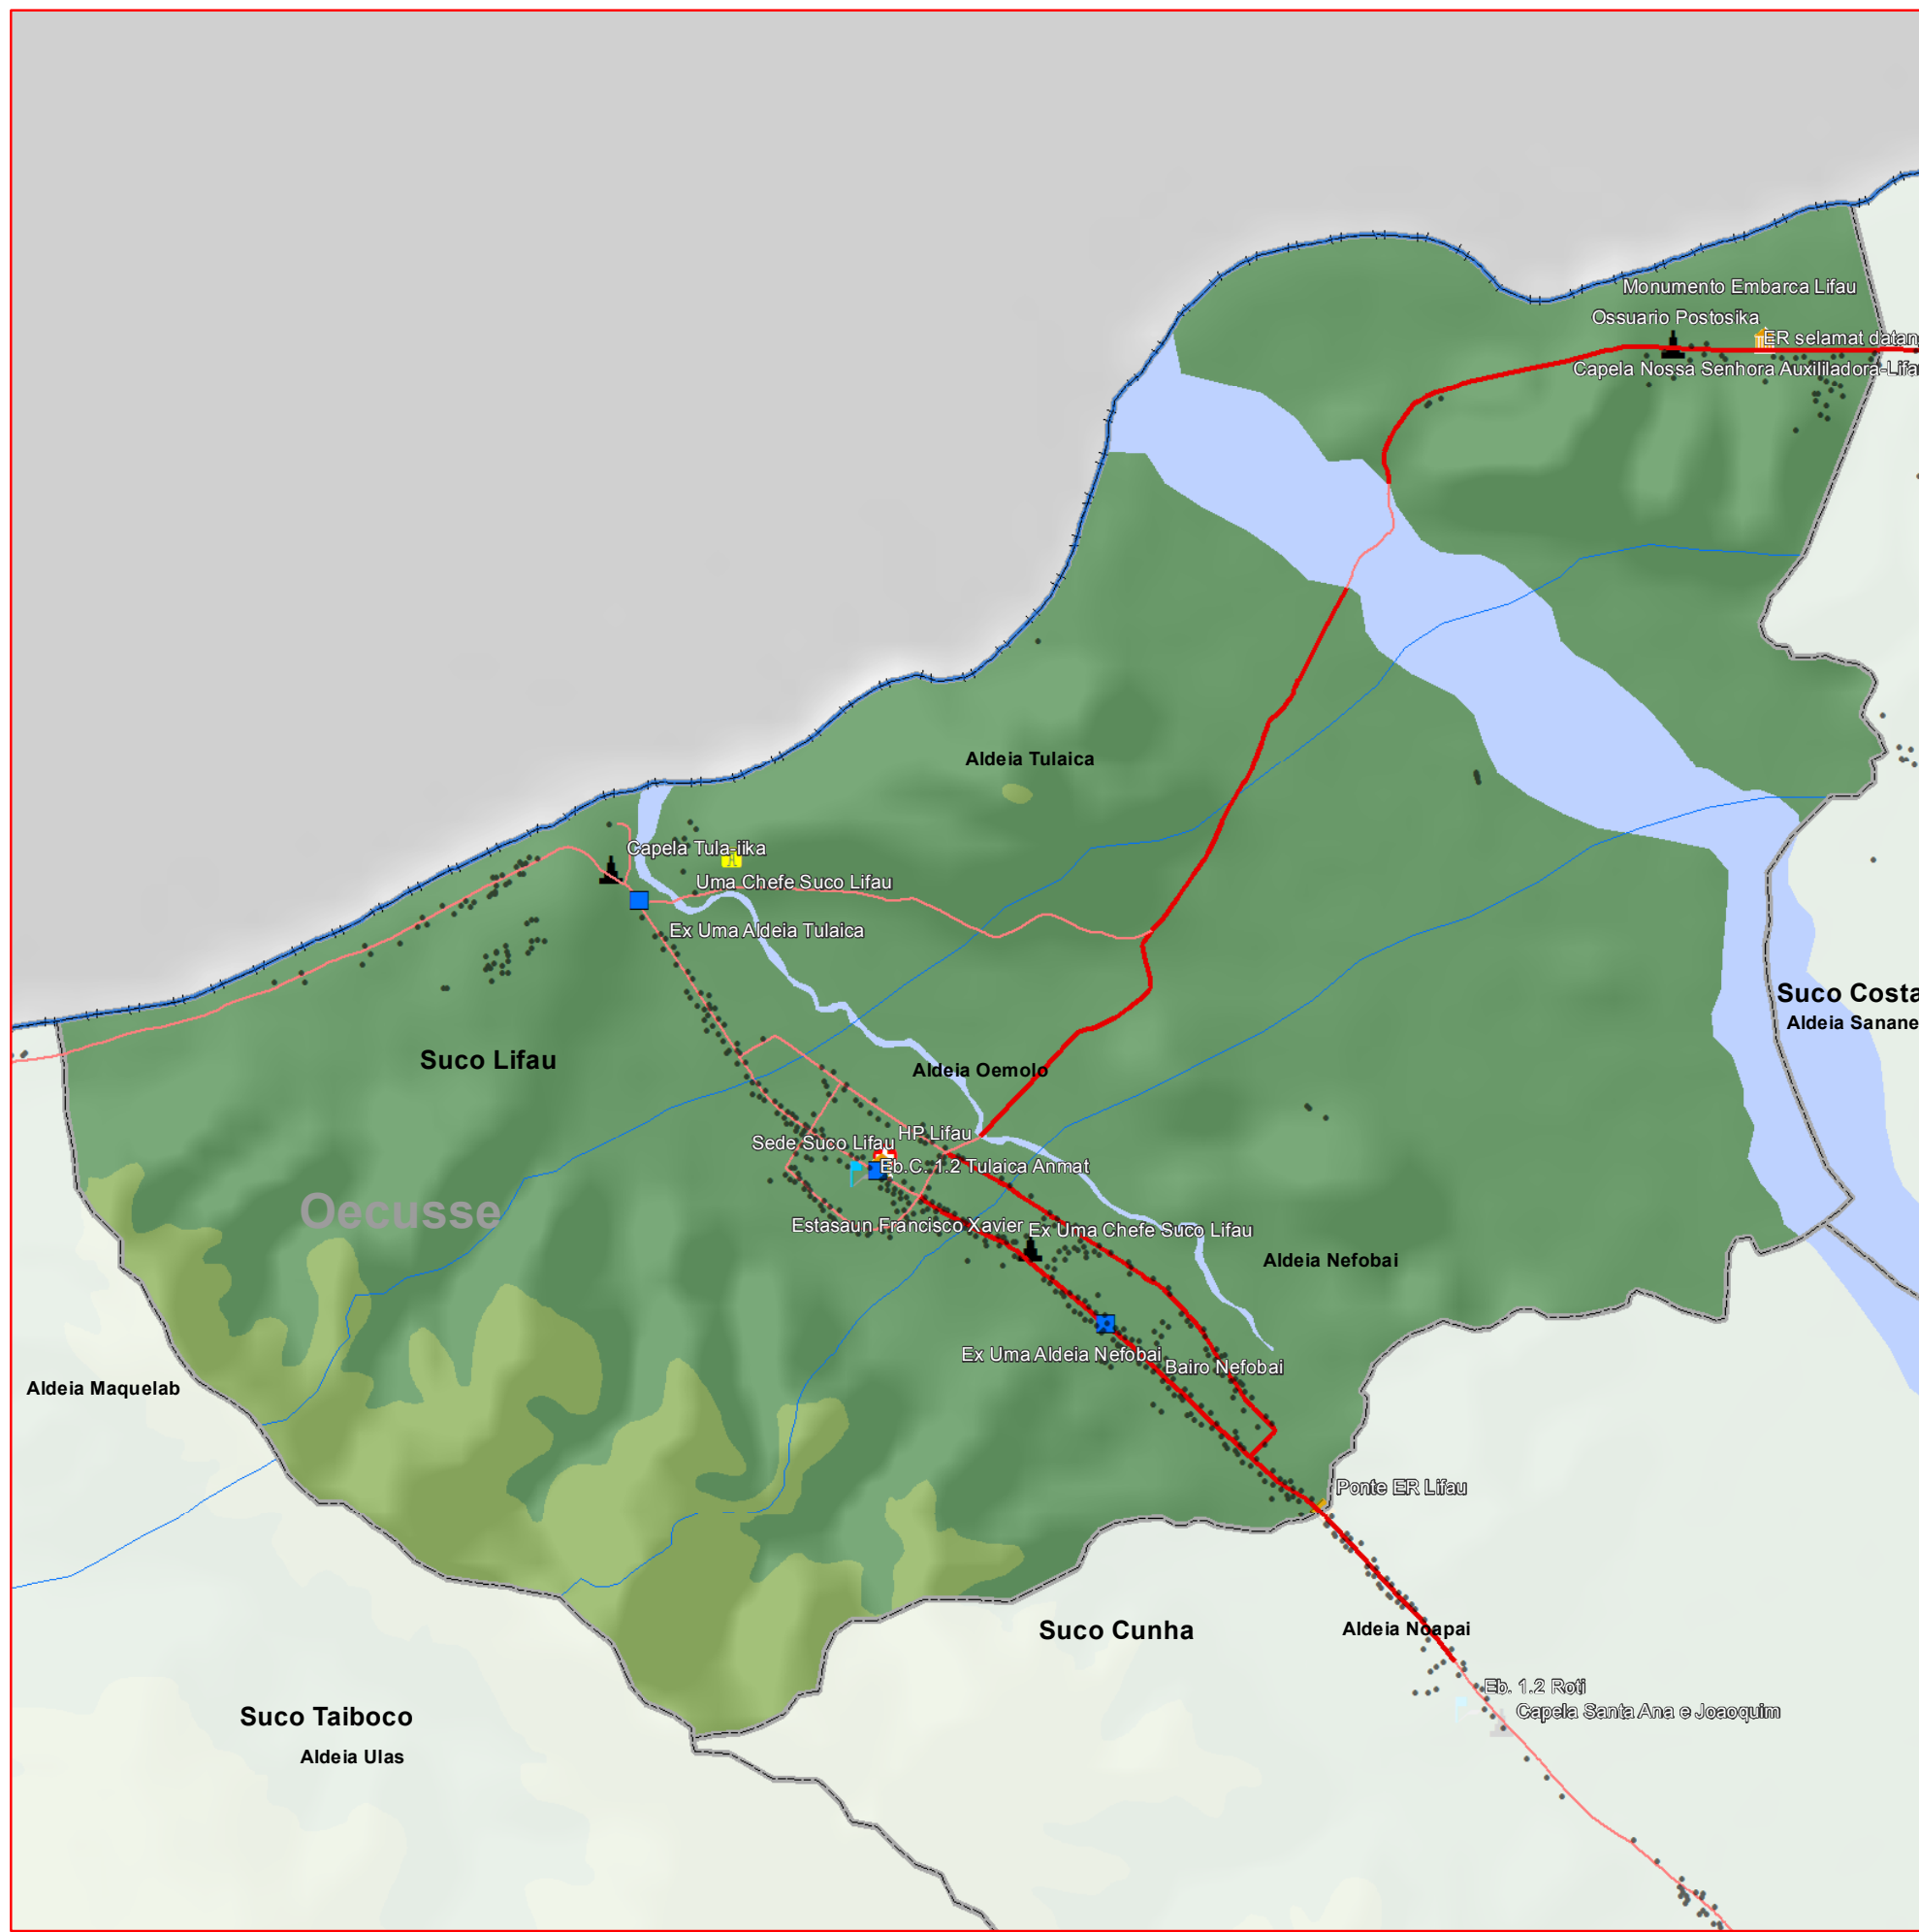 Monumento Embarca Lifau
Ossuario Postosika
ER selamat datan
Capela Nossa Senhora Auxililadora-Lifau
Aldeia Tulaica
Capela Tula-iika
Uma Chefe Suco Lifau
Ex Uma Aldeia Tulaica
Suco Costa
Aldeia Sanane
Suco Lifau
Aldeia Oemolo
HP Lifau
Sede Suco Lifau
Eb.C. 1.2 Tulaica Anmat
Oecusse
Estasaun Francisco Xavier
Ex Uma Chefe Suco Lifau
Aldeia Nefobai
Ex Uma Aldeia Nefobai
Bairo Nefobai
Aldeia Maquelab
Ponte ER Lifau
Suco Cunha
Aldeia Noapai
Eb. 1.2 Roti
Capela Santa Ana e Joaoquim
Suco Taiboco
Aldeia Ulas